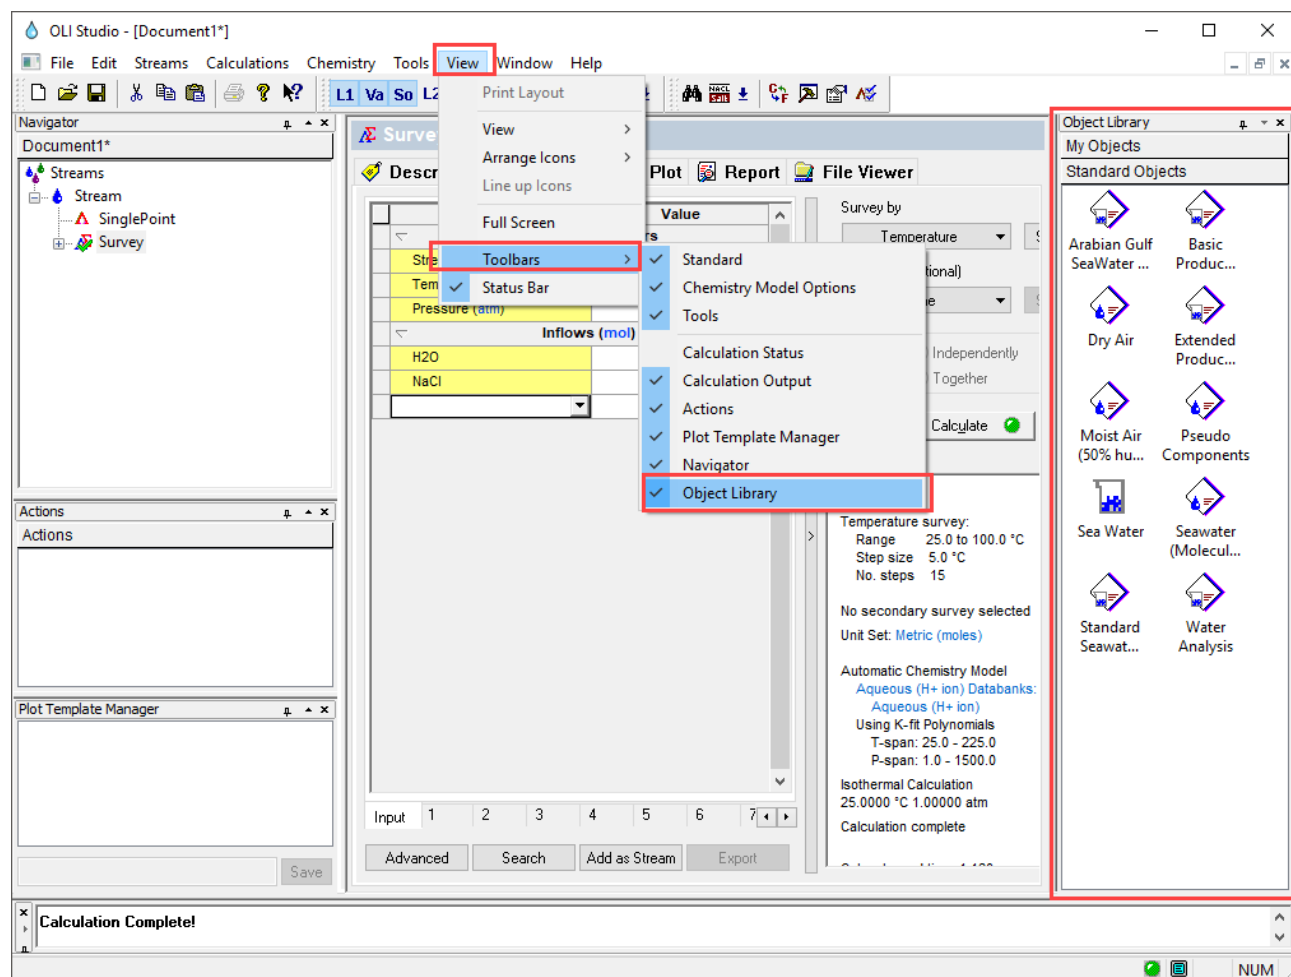 OLI Studio - [Document1*]
File Edit Streams Calculations Chemistry Tools View Window Help
L1 Va So
Navigator
Document1*
Streams
Stream
SinglePoint
Survey
Actions
Actions
Plot Template Manager
Save
Plot Report File Viewer
Value
Pressure (atm)
Inflows (mol)
H2O
NaCl
Input 1 2 3 4 5 6 7
Advanced Search Add as Stream Export
Print Layout
View
Arrange Icons
Line up Icons
Full Screen
Toolbars
Status Bar
Standard
Chemistry Model Options
Tools
Calculation Status
Calculation Output
Actions
Plot Template Manager
Navigator
Object Library
Survey by
Temperature
Independently
Together
Calculate
Temperature survey:
Range 25.0 to 100.0 °C
Step size 5.0 °C
No. steps 15
No secondary survey selected
Unit Set: Metric (moles)
Automatic Chemistry Model
Aqueous (H+ ion) Databanks:
Aqueous (H+ ion)
Using K-fit Polynomials
T-span: 25.0 - 225.0
P-span: 1.0 - 1500.0
Isothermal Calculation
25.0000 °C 1.00000 atm
Calculation complete
Object Library
My Objects
Standard Objects
Arabian Gulf
SeaWater ...
Basic
Produc...
Dry Air
Extended
Produc...
Moist Air
(50% hu...
Pseudo
Components
Sea Water
Seawater
(Molecul...
Standard
Seawat...
Water
Analysis
Calculation Complete!
NUM